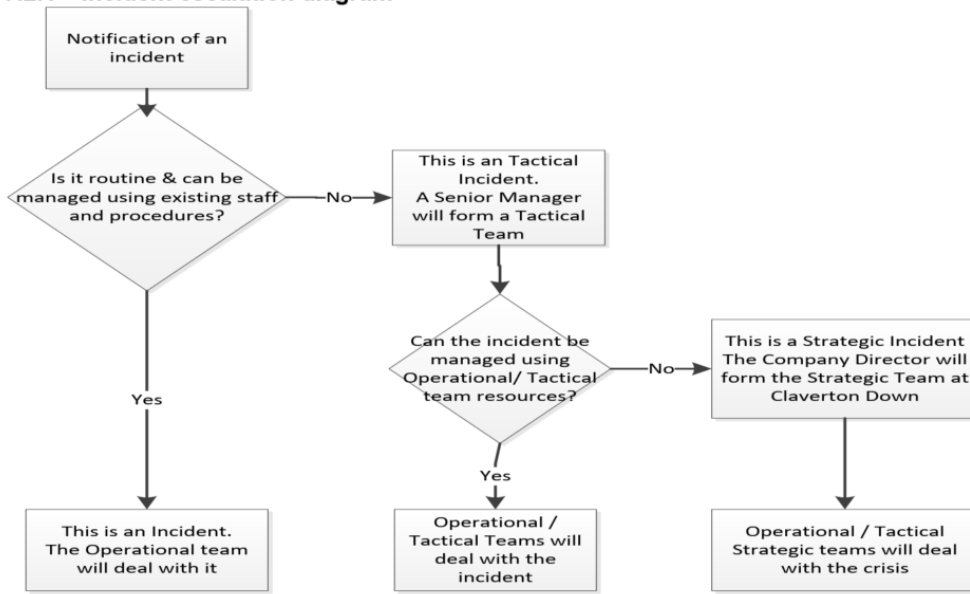 Notification of an
incident
Is it routine & can be
managed using existing staff
and procedures?
No
This is an Tactical
Incident.
A Senior Manager
will form a Tactical
Team
Can the incident be
managed using
Operational/ Tactical
team resources?
No
This is a Strategic Incident
The Company Director will
form the Strategic Team at
Claverton Down
Yes
Yes
This is an Incident.
The Operational team
will deal with it
Operational /
Tactical Teams will
deal with the
incident
Operational / Tactical
Strategic teams will deal
with the crisis